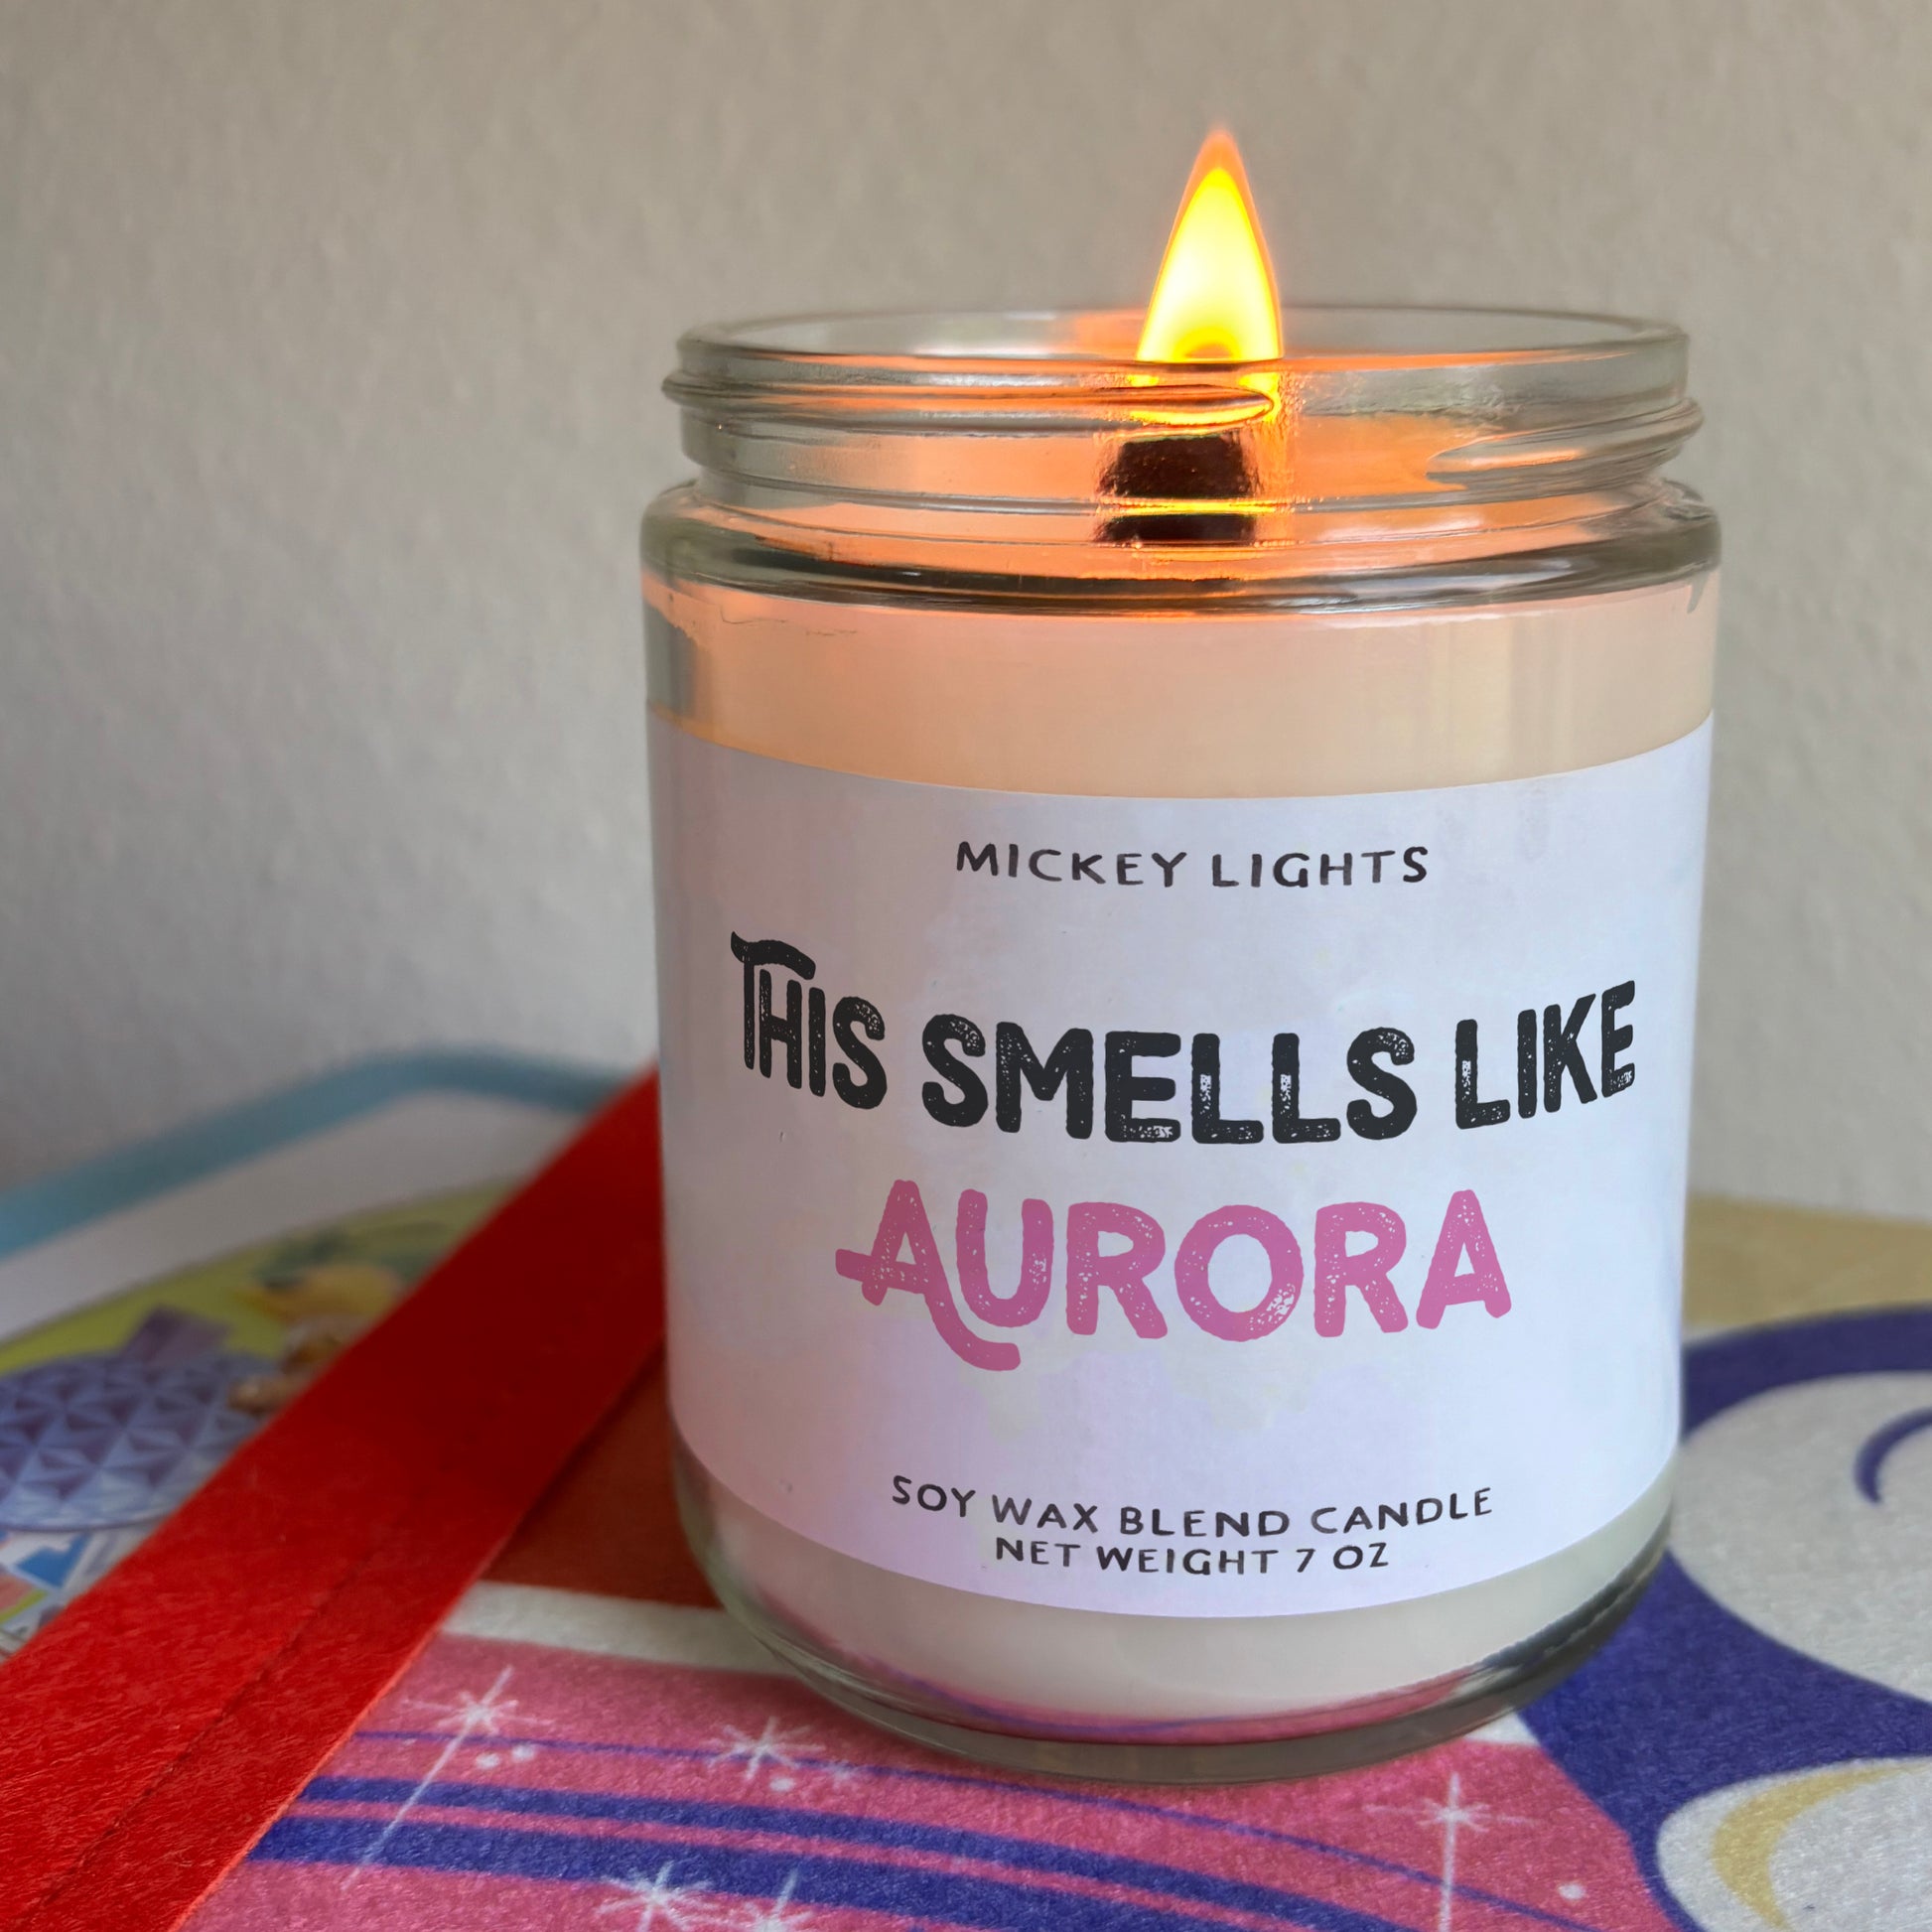 MICKEY LIGHTS
THIS SMELLS LIKE
AURORA
SOY WAX BLEND CANDLE
NET WEIGHT 7 OZ